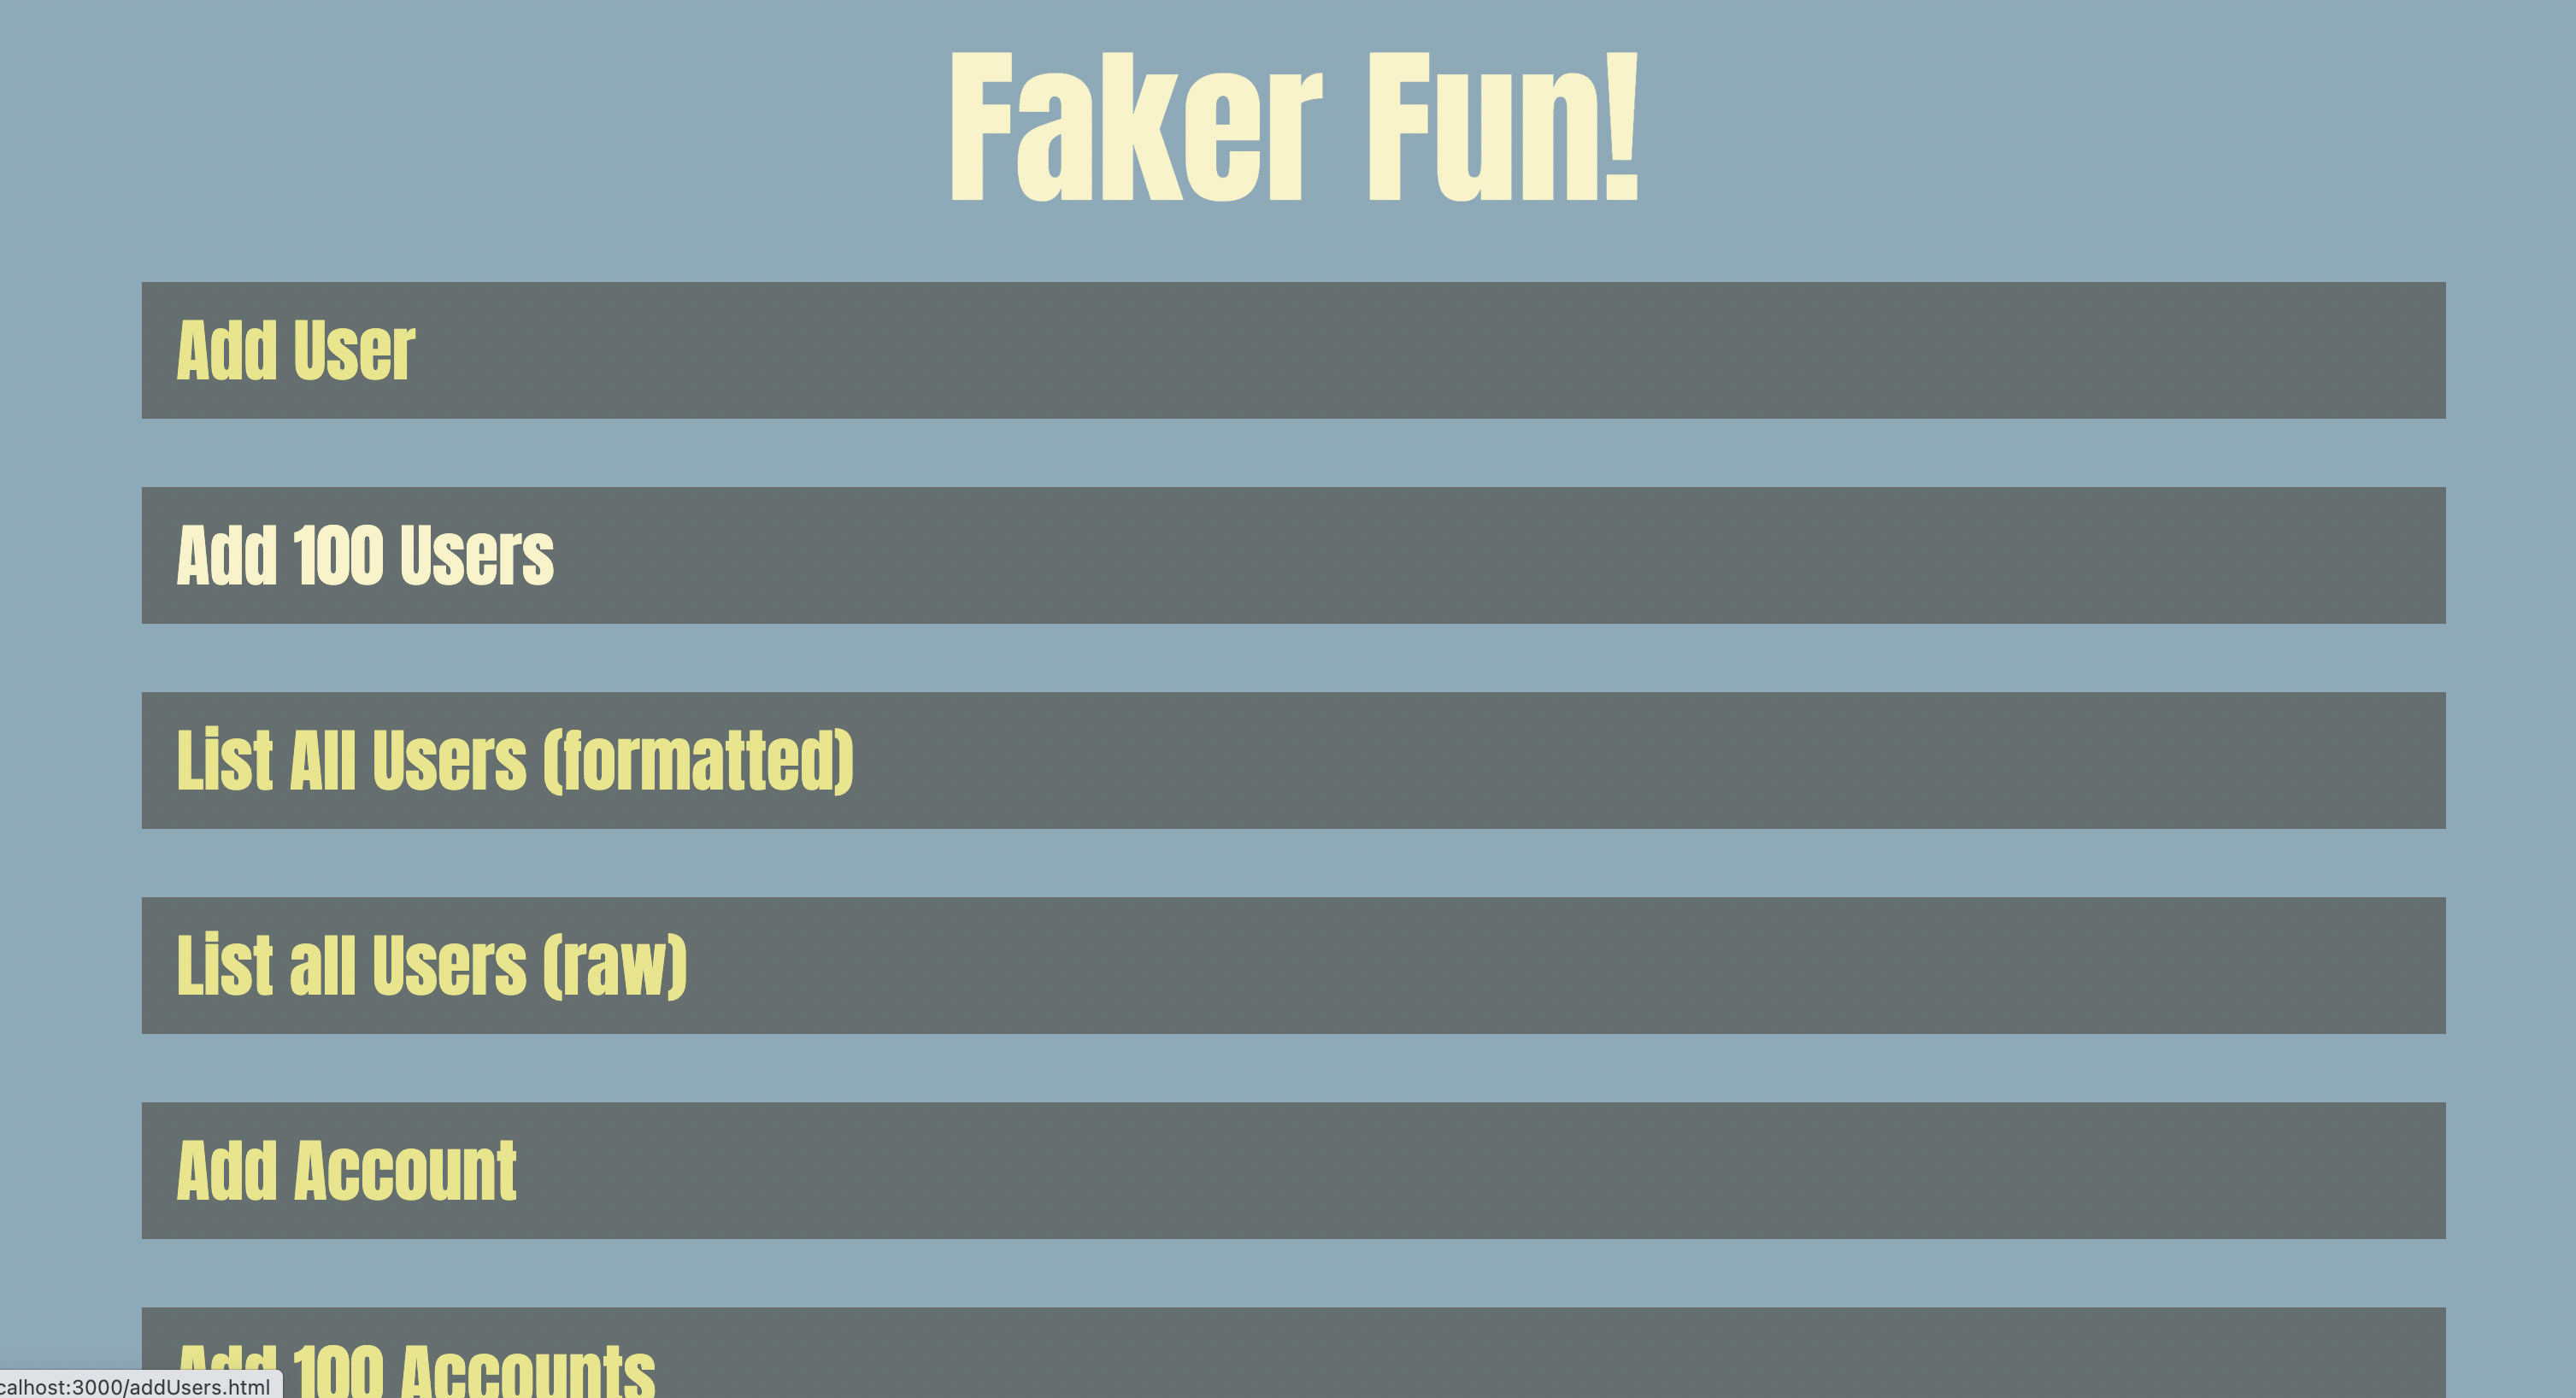 Faker Fun!
Add User
Add 100 Users
List All Users (formatted)
List all Users (raw)
Add Account
Add 100 Accounts
calhost:3000/addUsers.html